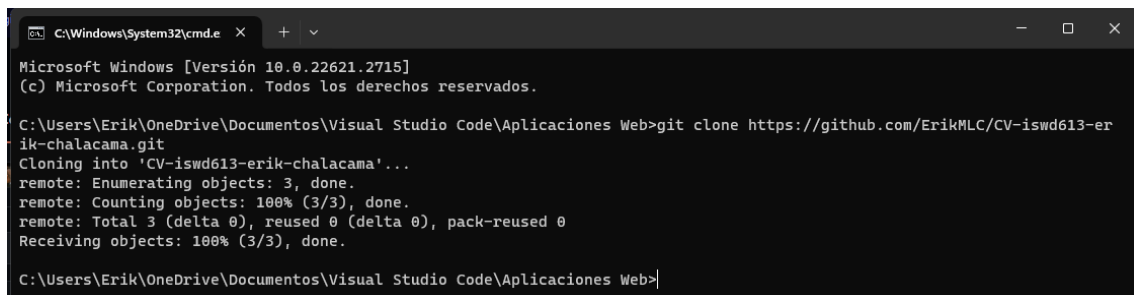 C:\Windows\System32\cmd.e
Microsoft Windows [Versión 10.0.22621.2715]
(c) Microsoft Corporation. Todos los derechos reservados.
C:\Users\Erik\OneDrive\Documentos\Visual Studio Code\Aplicaciones Web>git clone https://github.com/ErikMLC/CV-iswd613-er
ik-chalacama.git
Cloning into 'CV-iswd613-erik-chalacama'...
remote: Enumerating objects: 3, done.
remote: Counting objects: 100% (3/3), done.
remote: Total 3 (delta 0), reused 0 (delta 0), pack-reused 0
Receiving objects: 100% (3/3), done.
C:\Users\Erik\OneDrive\Documentos\Visual Studio Code\Aplicaciones Web>